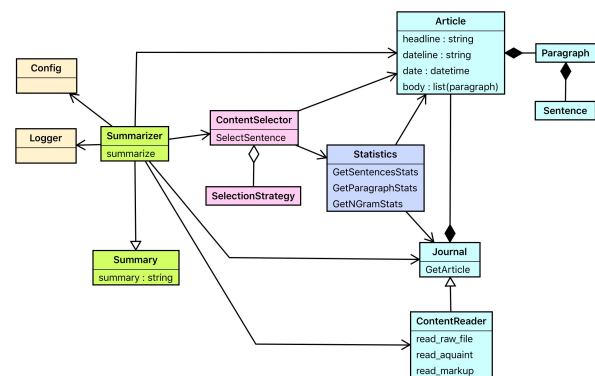 Article
headline : string
dateline : string
date : datetime
body : list(paragraph)
Paragraph
Sentence
Config
Logger
Summarizer
summarize
ContentSelector
SelectSentence
SelectionStrategy
Statistics
GetSentencesStats
GetParagraphStats
GetNGramStats
Summary
summary : string
Journal
GetArticle
ContentReader
read_raw_file
read_aquaint
read_markup